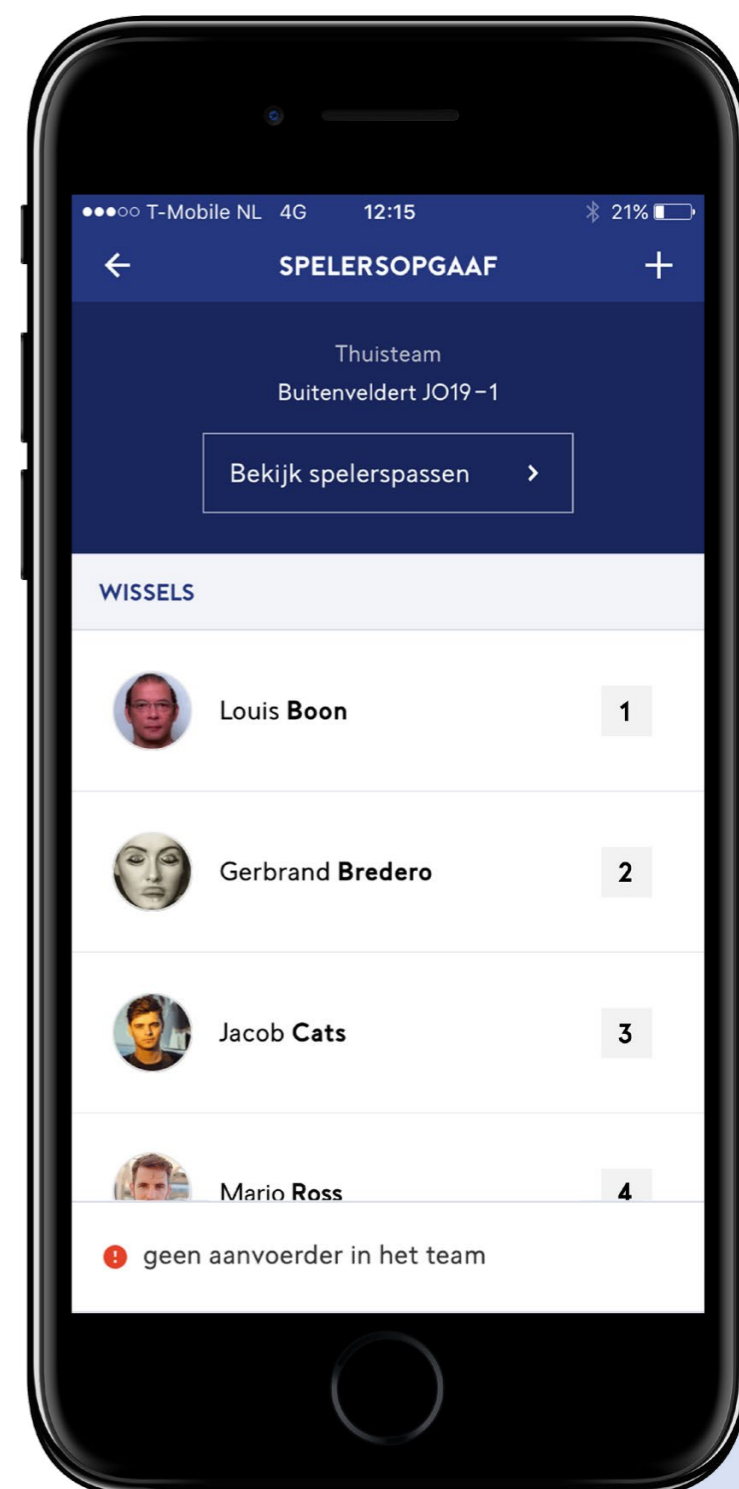 T-Mobile NL 4G 12:15 21%
SPELERSOPGAAF
Thuisteam
Buitenveldert JO19-1
Bekijk spelerspassen
WISSELS
Louis Boon 1
Gerbrand Bredero 2
Jacob Cats 3
Mario Ross 4
geen aanvoerder in het team